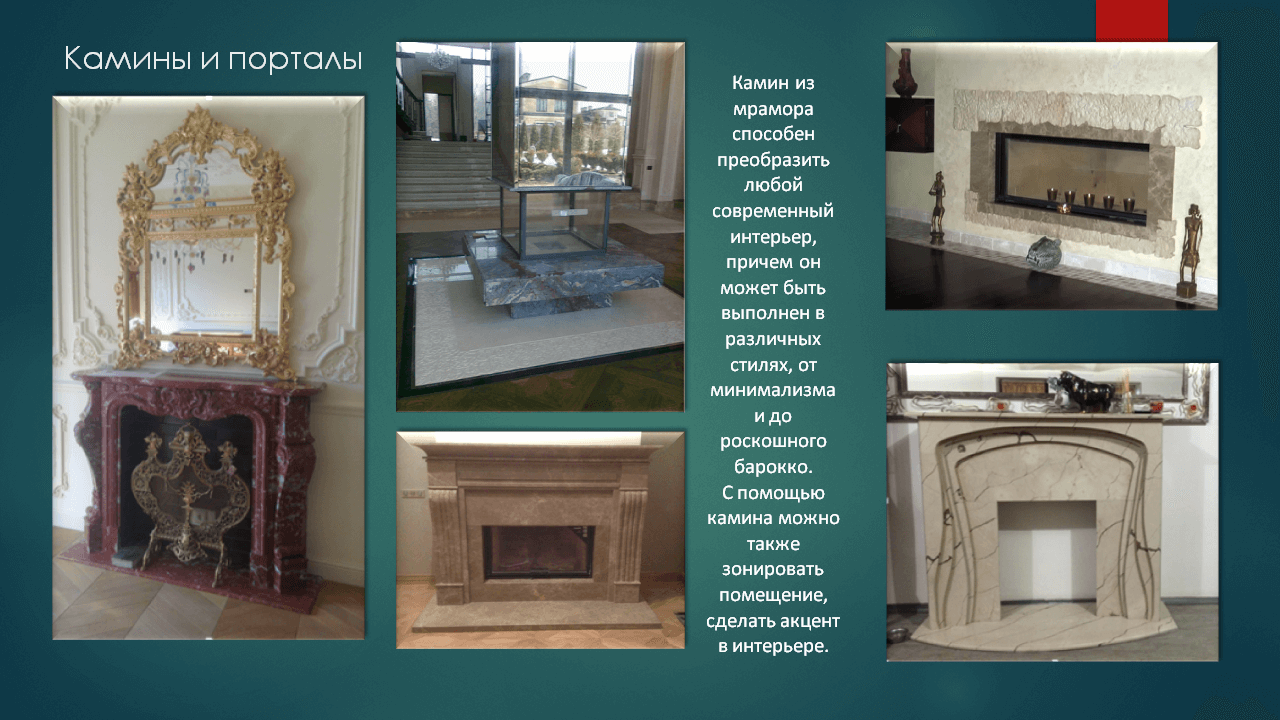 Камины и порталы
Камин из
мрамора
способен
преобразить
любой
современный
интерьер,
причем он
может быть
выполнен в
различных
стилях, от
минимализма
и до
роскошного
барокко.
С помощью
камина можно
также
зонировать
помещение,
сделать акцент
в интерьере.